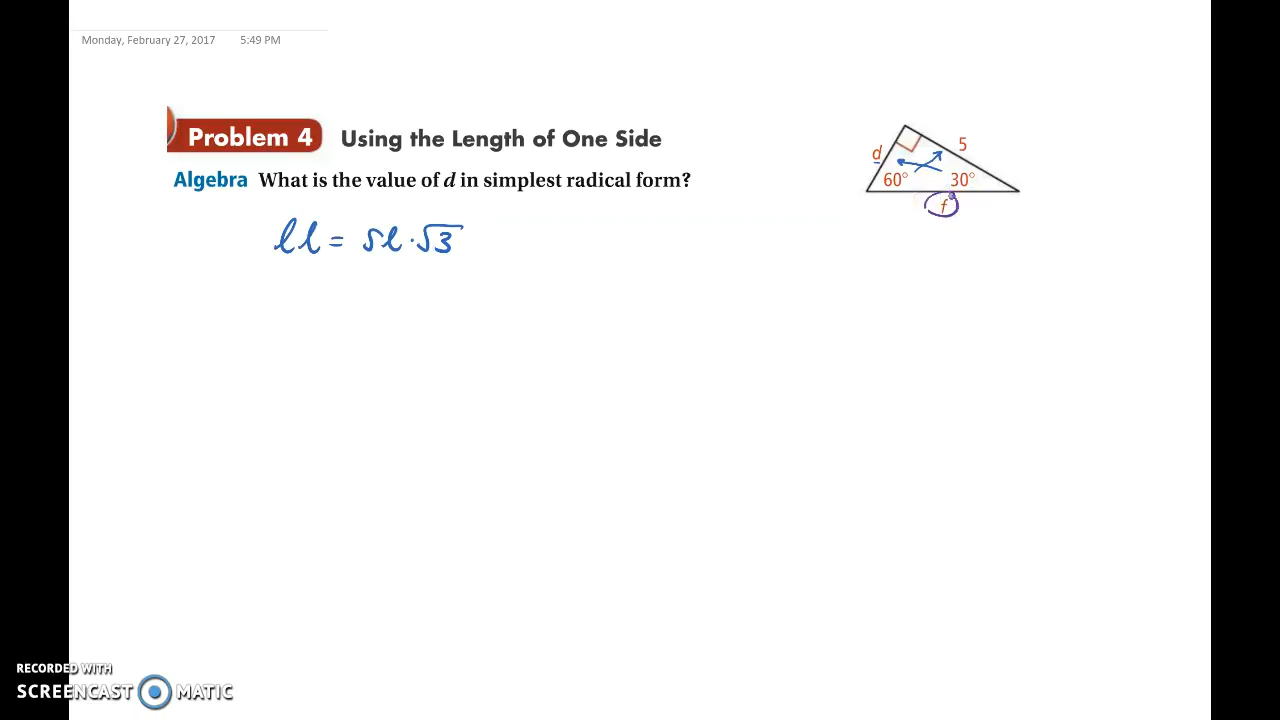 Monday, February 27, 2017 5:49 PM
Problem 4 Using the Length of One Side
Algebra What is the value of d in simplest radical form?
ll = sl · √3
d
5
60°
30°
f
RECORDED WITH
SCREENCAST MATIC